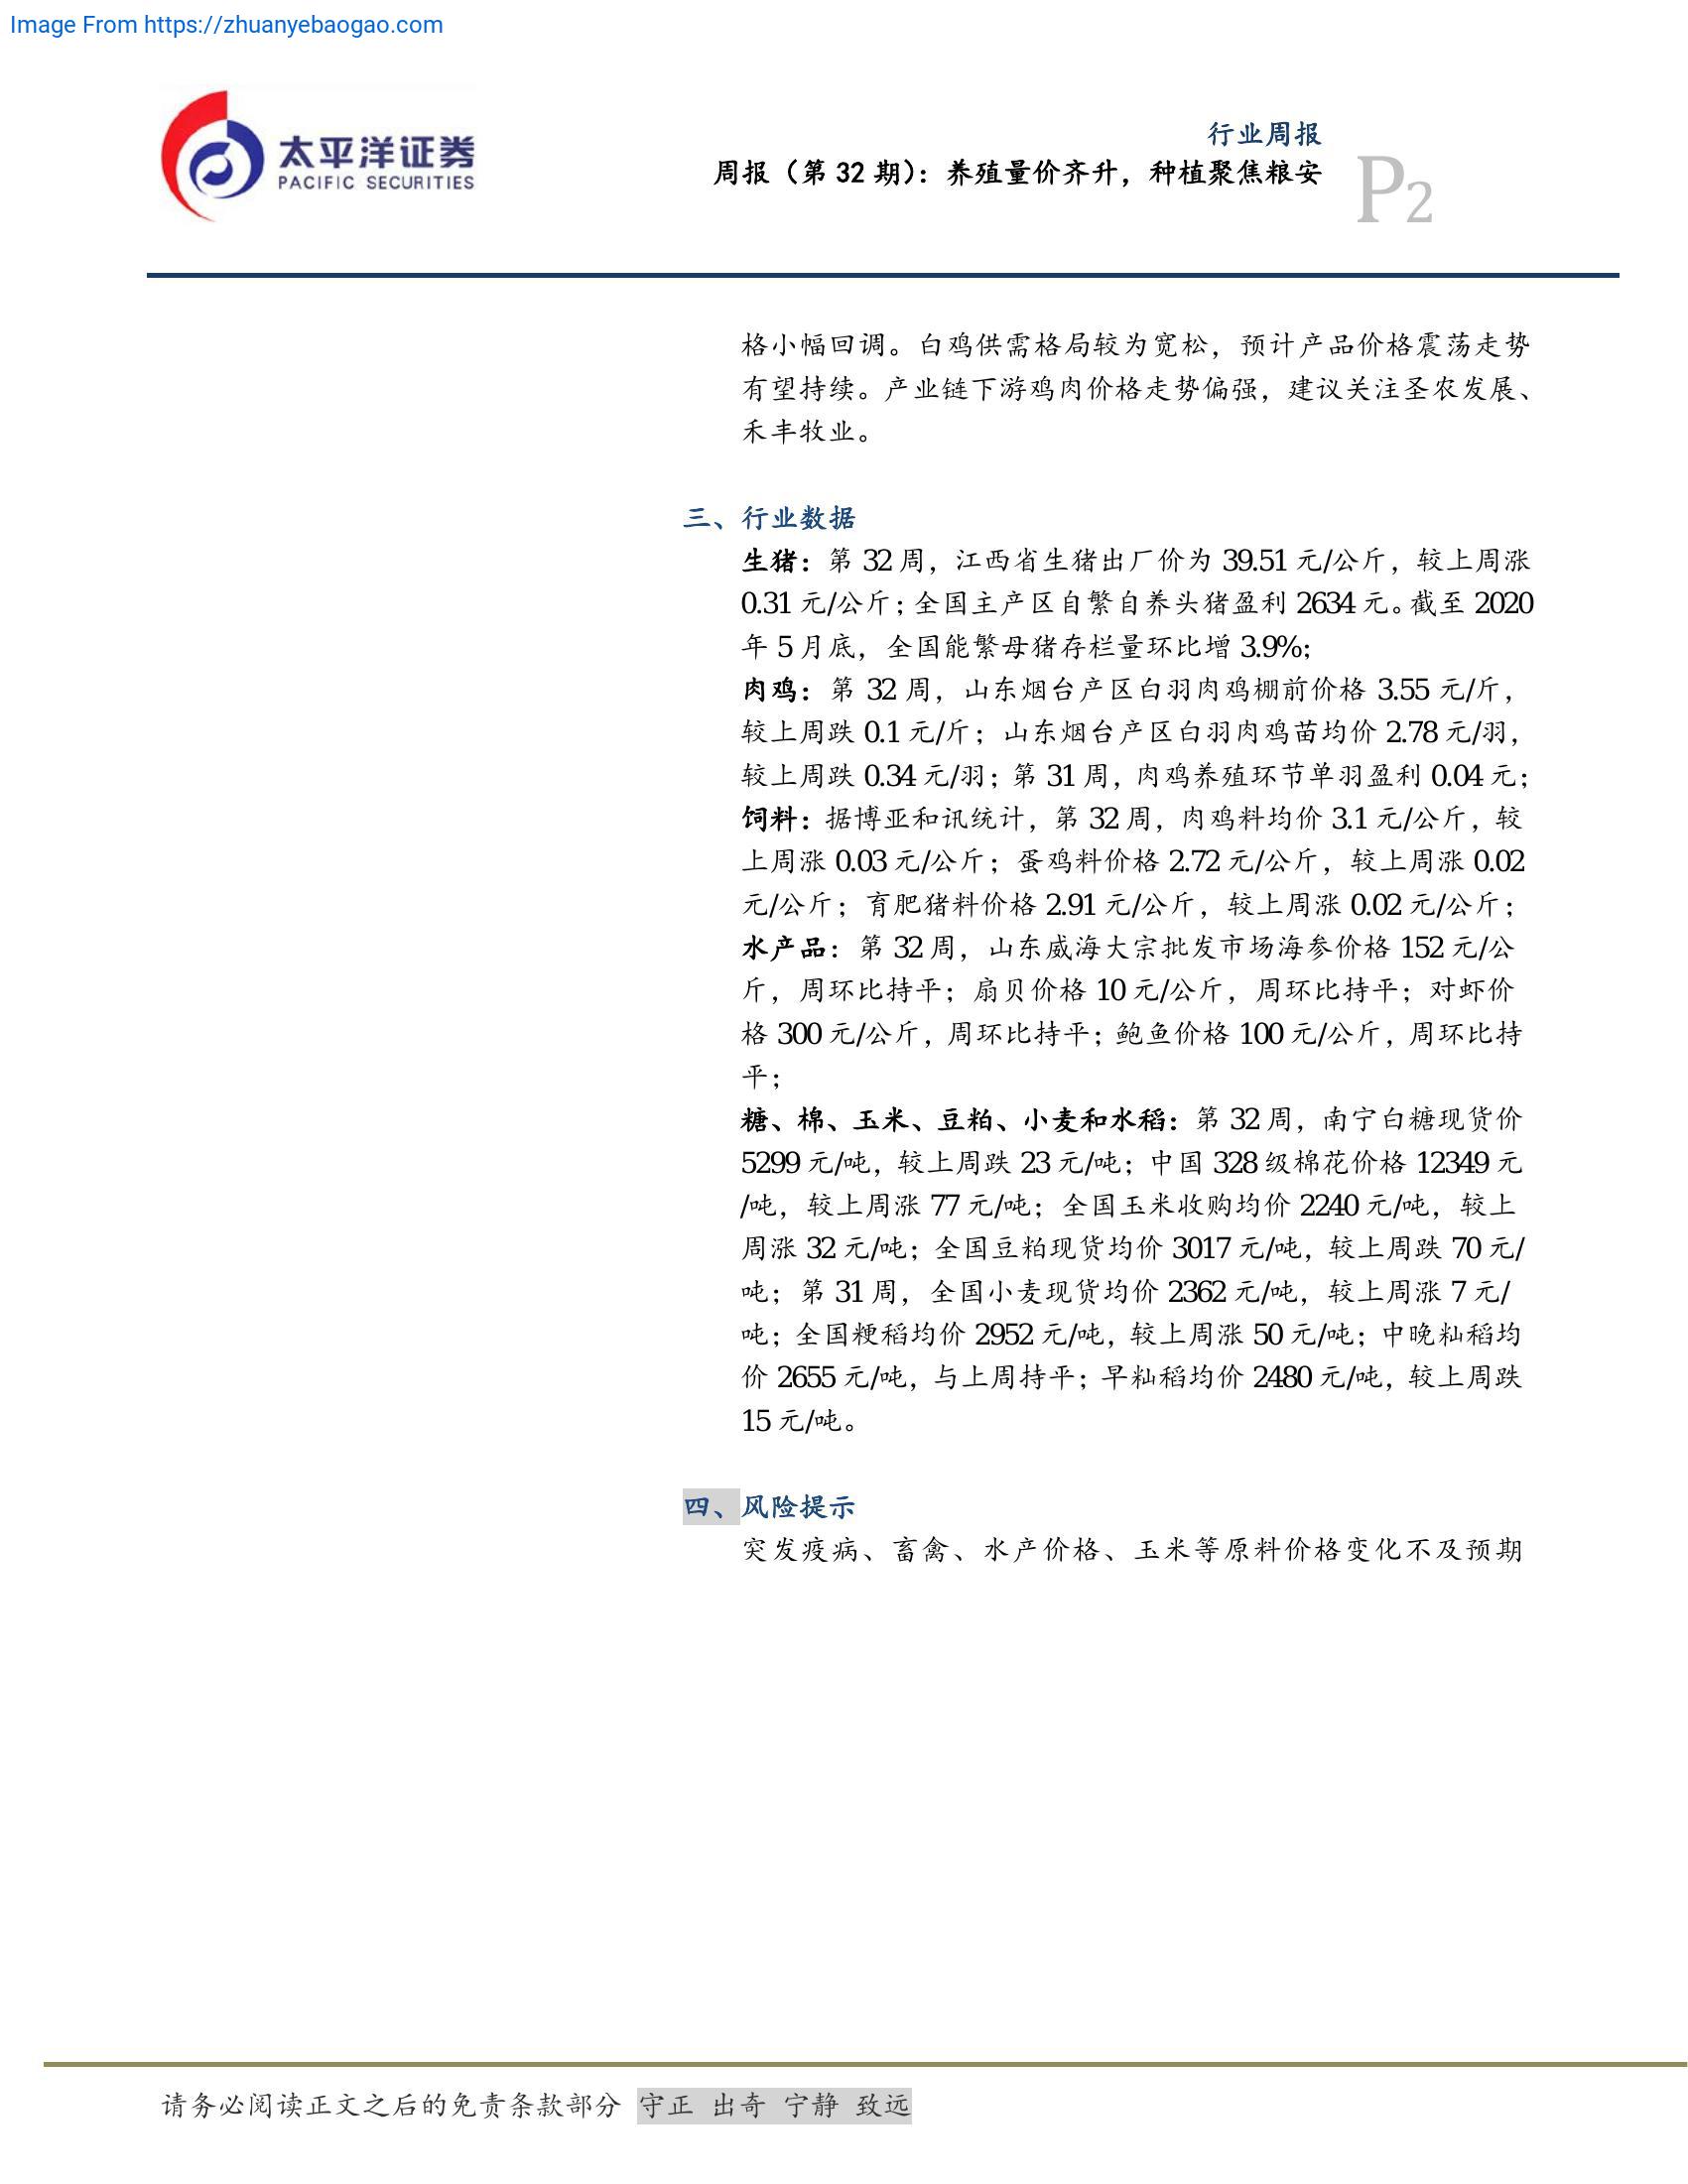 Image From https://zhuanyebaogao.com
太平洋证券
PACIFIC SECURITIES
行业周报
周报（第 32 期）：养殖量价齐升，种植聚焦粮安
P2
格小幅回调。白鸡供需格局较为宽松，预计产品价格震荡走势
有望持续。产业链下游鸡肉价格走势偏强，建议关注圣农发展、
禾丰牧业。
三、行业数据
生猪：第 32 周，江西省生猪出厂价为 39.51 元/公斤，较上周涨
0.31 元/公斤；全国主产区自繁自养头猪盈利 2634 元。截至 2020
年 5 月底，全国能繁母猪存栏量环比增 3.9%；
肉鸡：第 32 周，山东烟台产区白羽肉鸡棚前价格 3.55 元/斤，
较上周跌 0.1 元/斤；山东烟台产区白羽肉鸡苗均价 2.78 元/羽，
较上周跌 0.34 元/羽；第 31 周，肉鸡养殖环节单羽盈利 0.04 元；
饲料：据博亚和讯统计，第 32 周，肉鸡料均价 3.1 元/公斤，较
上周涨 0.03 元/公斤；蛋鸡料价格 2.72 元/公斤，较上周涨 0.02
元/公斤；育肥猪料价格 2.91 元/公斤，较上周涨 0.02 元/公斤；
水产品：第 32 周，山东威海大宗批发市场海参价格 152 元/公
斤，周环比持平；扇贝价格 10 元/公斤，周环比持平；对虾价
格 300 元/公斤，周环比持平；鲍鱼价格 100 元/公斤，周环比持
平；
糖、棉、玉米、豆粕、小麦和水稻：第 32 周，南宁白糖现货价
5299 元/吨，较上周跌 23 元/吨；中国 328 级棉花价格 12349 元
/吨，较上周涨 77 元/吨；全国玉米收购均价 2240 元/吨，较上
周涨 32 元/吨；全国豆粕现货均价 3017 元/吨，较上周跌 70 元/
吨；第 31 周，全国小麦现货均价 2362 元/吨，较上周涨 7 元/
吨；全国粳稻均价 2952 元/吨，较上周涨 50 元/吨；中晚籼稻均
价 2655 元/吨，与上周持平；早籼稻均价 2480 元/吨，较上周跌
15 元/吨。
四、风险提示
突发疫病、畜禽、水产价格、玉米等原料价格变化不及预期
请务必阅读正文之后的免责条款部分 守正 出奇 宁静 致远